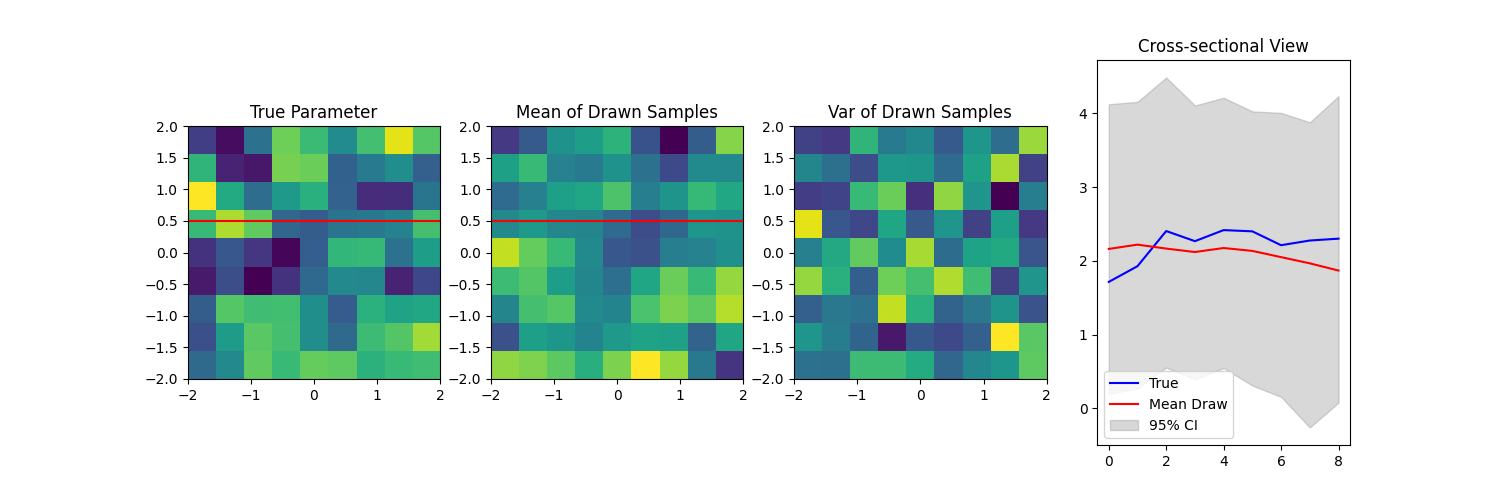 Cross-sectional View
True Parameter
Mean of Drawn Samples
Var of Drawn Samples
2.0
1.5
1.0
0.5
0.0
−0.5
−1.0
−1.5
−2.0
−2 −1 0 1 2
2.0
1.5
1.0
0.5
0.0
−0.5
−1.0
−1.5
−2.0
−2 −1 0 1 2
2.0
1.5
1.0
0.5
0.0
−0.5
−1.0
−1.5
−2.0
−2 −1 0 1 2
4
3
2
1
0
True
Mean Draw
95% CI
0 2 4 6 8